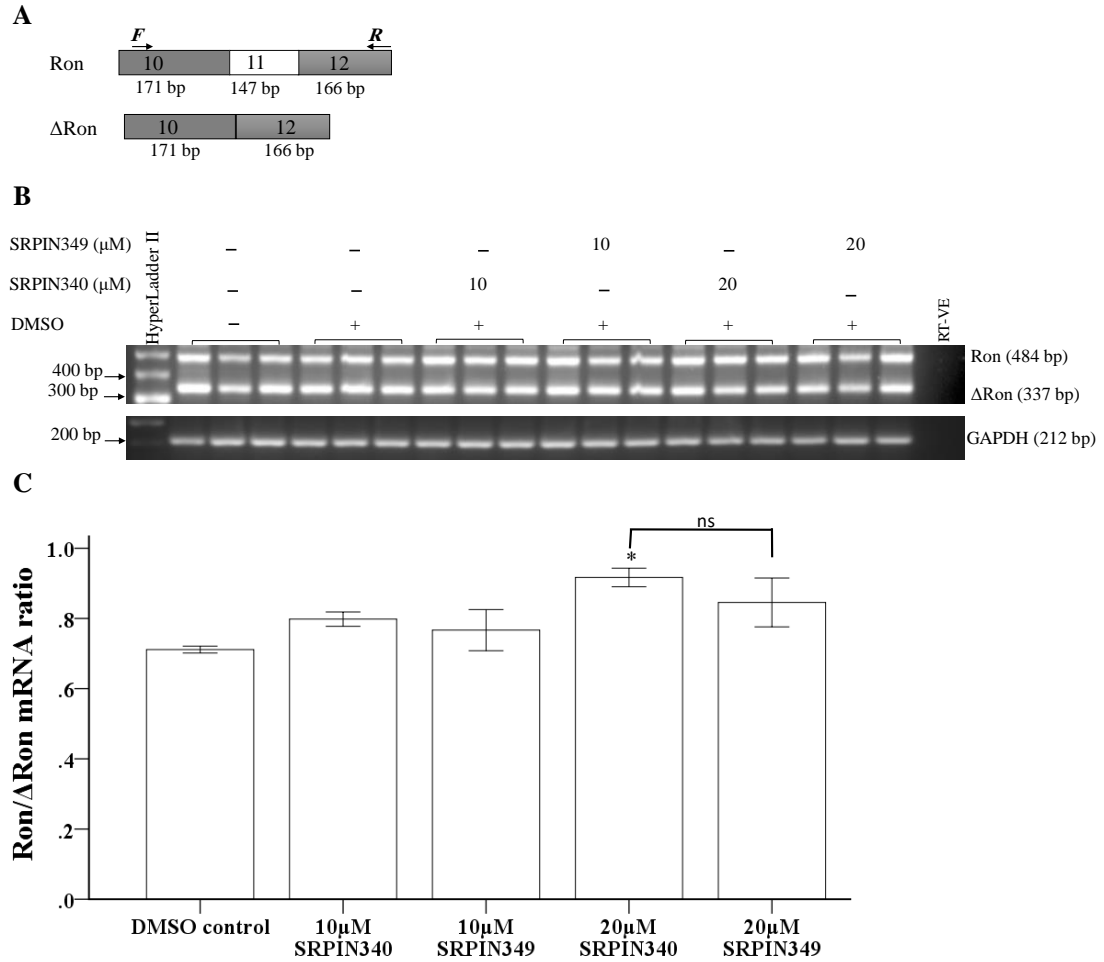 A
F R
Ron 10 11 12
171 bp 147 bp 166 bp
ΔRon 10 12
171 bp 166 bp
B
HyperLadder II
SRPIN349 (μM) – – – 10 – 20
SRPIN340 (μM) – – 10 – 20 –
DMSO – + + + + +
RT-VE
Ron (484 bp)
400 bp
300 bp
ΔRon (337 bp)
200 bp
GAPDH (212 bp)
C
ns
*
Ron/ΔRon mRNA ratio
1.0
.8
.6
.4
.2
.0
DMSO control
10μM
SRPIN340
10μM
SRPIN349
20μM
SRPIN340
20μM
SRPIN349